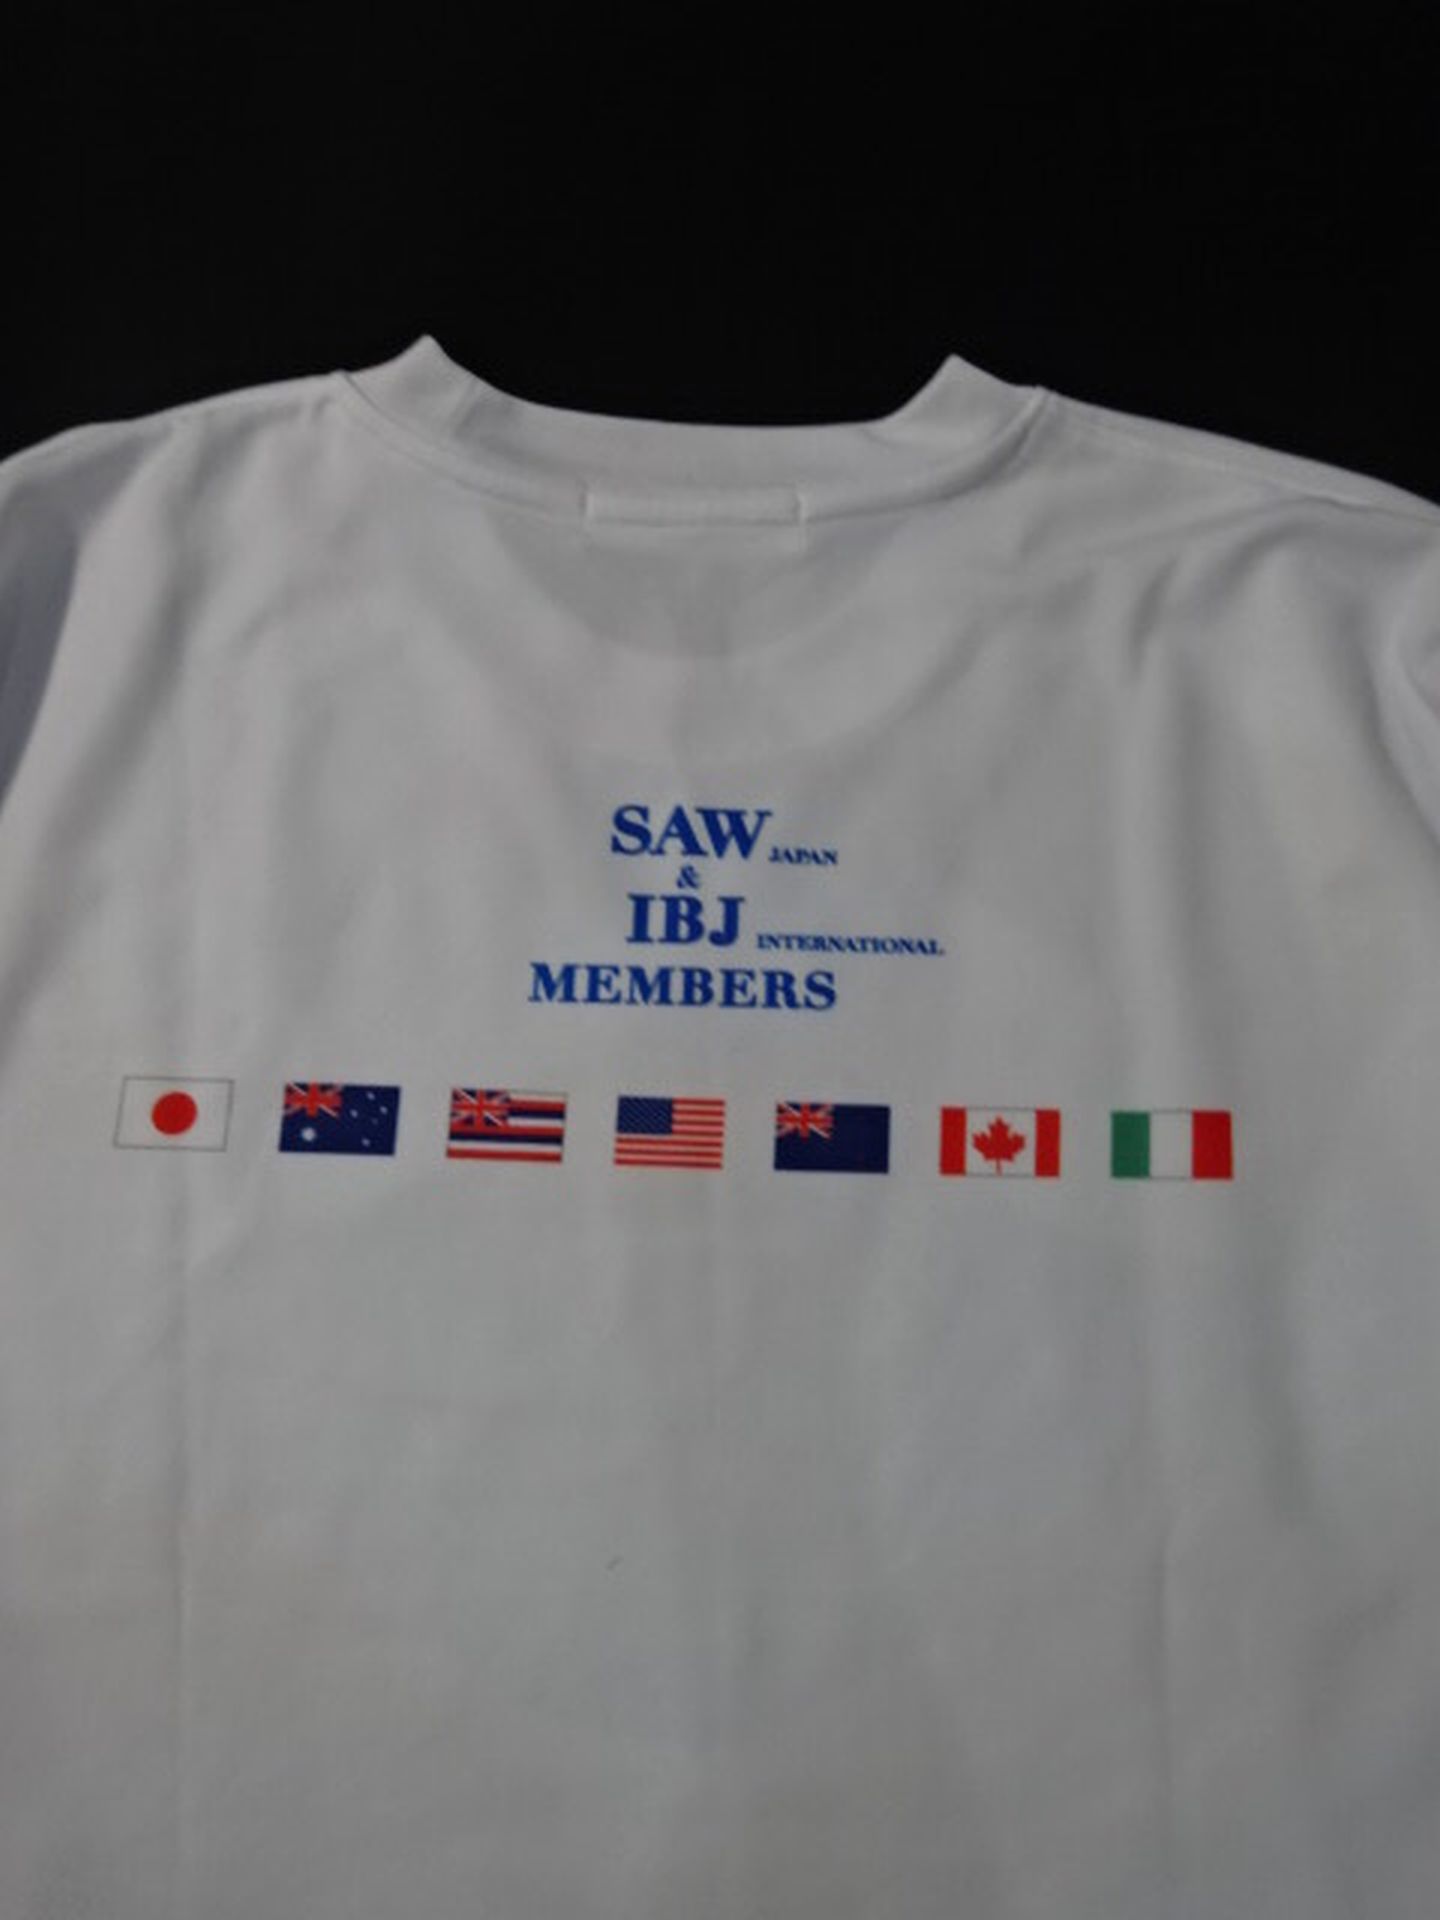 SAW JAPAN
&
IBJ INTERNATIONAL
MEMBERS